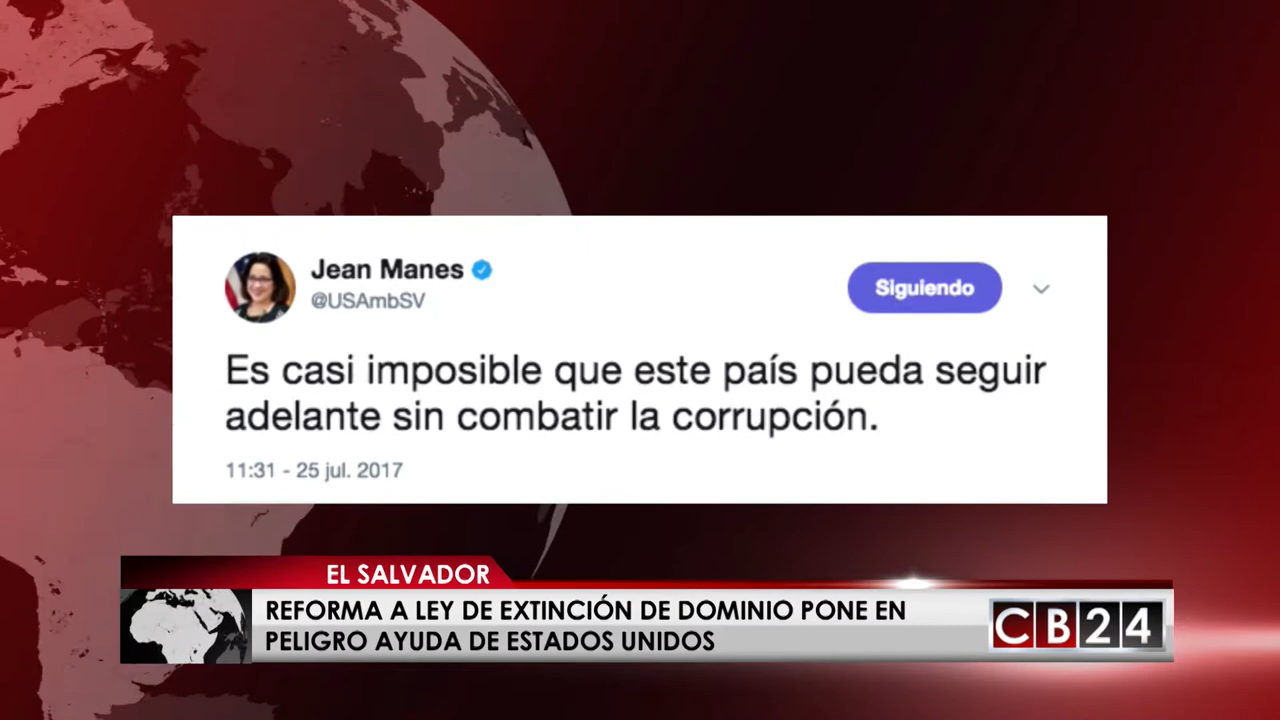 Jean Manes
@USAmbSV
Siguiendo
Es casi imposible que este país pueda seguir
adelante sin combatir la corrupción.
11:31 - 25 jul. 2017
EL SALVADOR
REFORMA A LEY DE EXTINCIÓN DE DOMINIO PONE EN
PELIGRO AYUDA DE ESTADOS UNIDOS
CB24